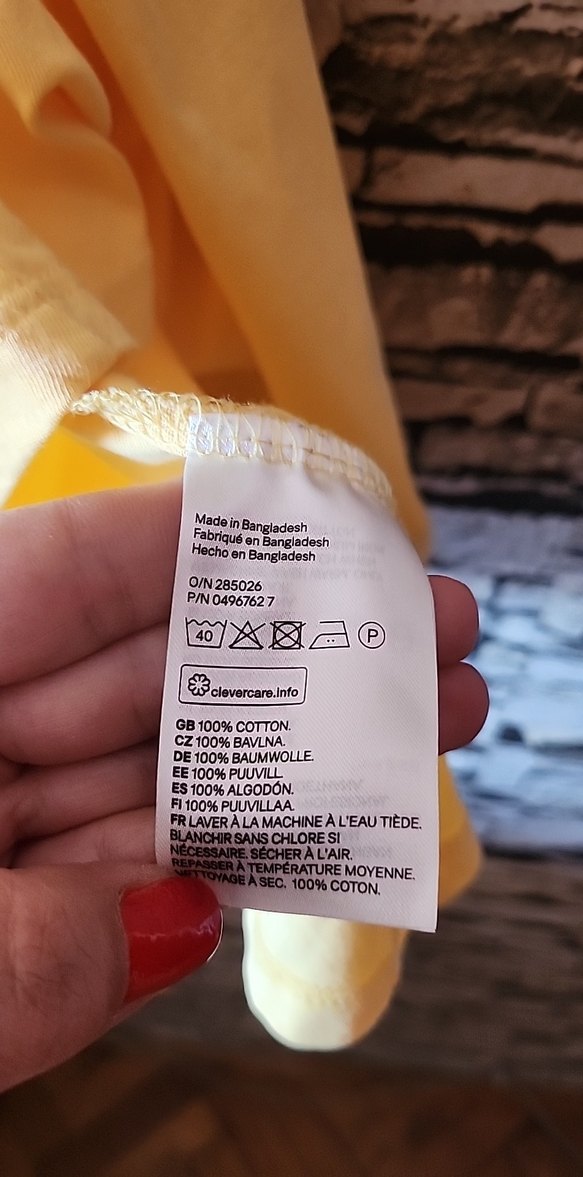 Made in Bangladesh
Fabriqué en Bangladesh
Hecho en Bangladesh
O/N 285026
P/N 0496762 7
40 P
clevercare.info
GB 100% COTTON.
CZ 100% BAVLNA.
DE 100% BAUMWOLLE.
EE 100% PUUVILL.
ES 100% ALGODÓN.
FI 100% PUUVILLAA.
FR LAVER À LA MACHINE À L'EAU TIÈDE.
BLANCHIR SANS CHLORE SI
NÉCESSAIRE. SÉCHER À L'AIR.
REPASSER À TEMPÉRATURE MOYENNE.
NETTOYAGE À SEC. 100% COTON.